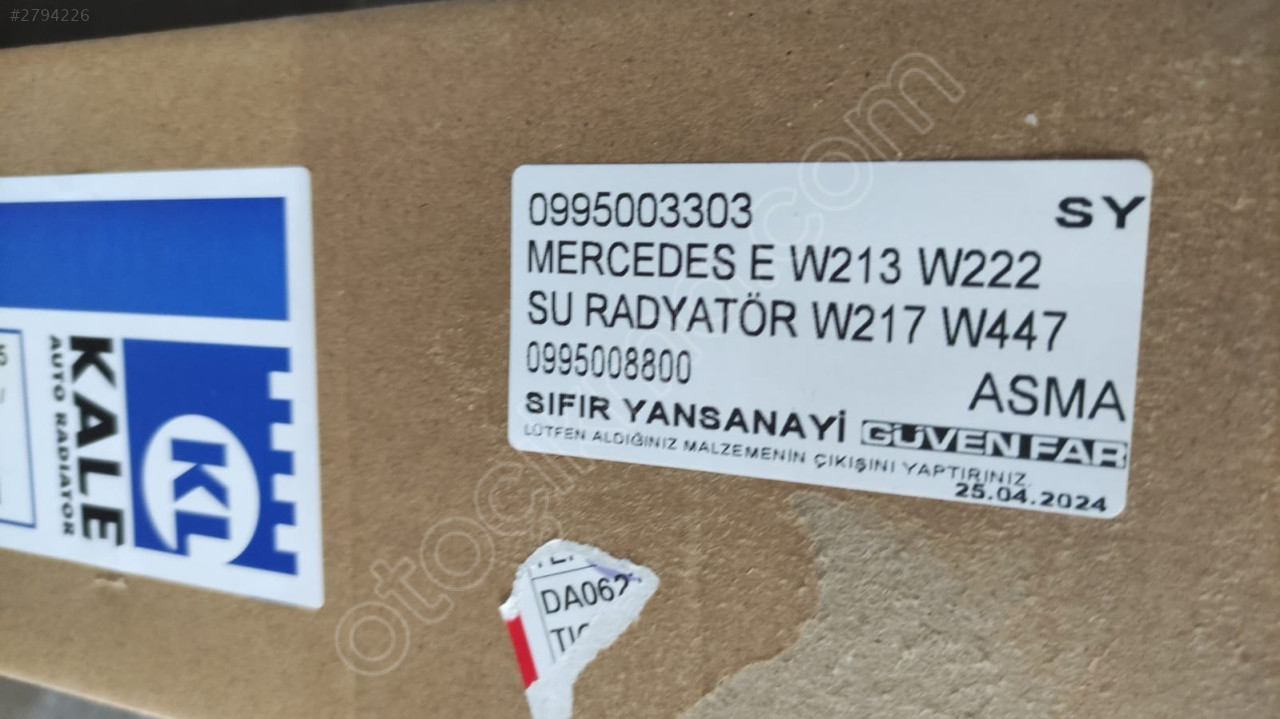 #2794226
0995003303
SY
MERCEDES E W213 W222
SU RADYATÖR W217 W447
0995008800
ASMA
SIFIR YANSANAYİ GÜVEN FAR
LÜTFEN ALDIĞINIZ MALZEMENİN ÇIKIŞINI YAPTIRINIZ.
25.04.2024
KALE
AUTO RADIATOR
KL
DA062